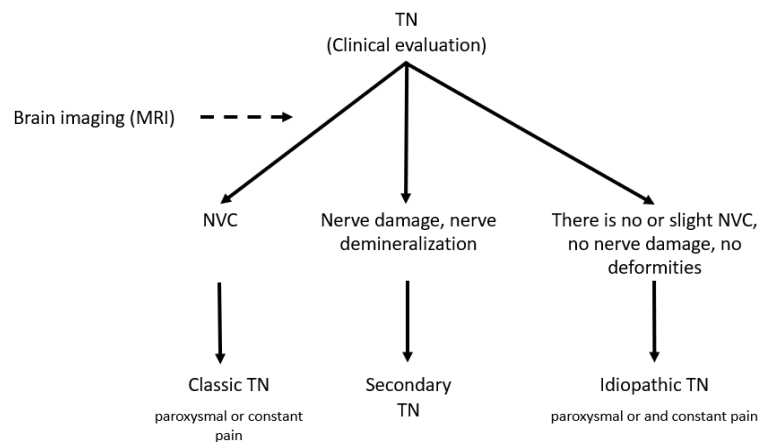 TN
(Clinical evaluation)
Brain imaging (MRI)
NVC
Nerve damage, nerve
demineralization
There is no or slight NVC,
no nerve damage, no
deformities
Classic TN
paroxysmal or constant
pain
Secondary
TN
Idiopathic TN
paroxysmal or and constant pain